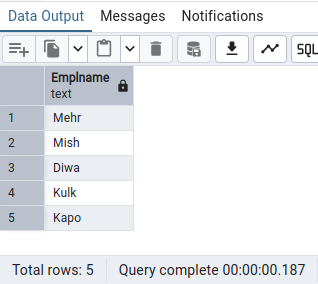 Data Output Messages Notifications
SQL
Emplname
text
1 Mehr
2 Mish
3 Diwa
4 Kulk
5 Kapo
Total rows: 5 Query complete 00:00:00.187